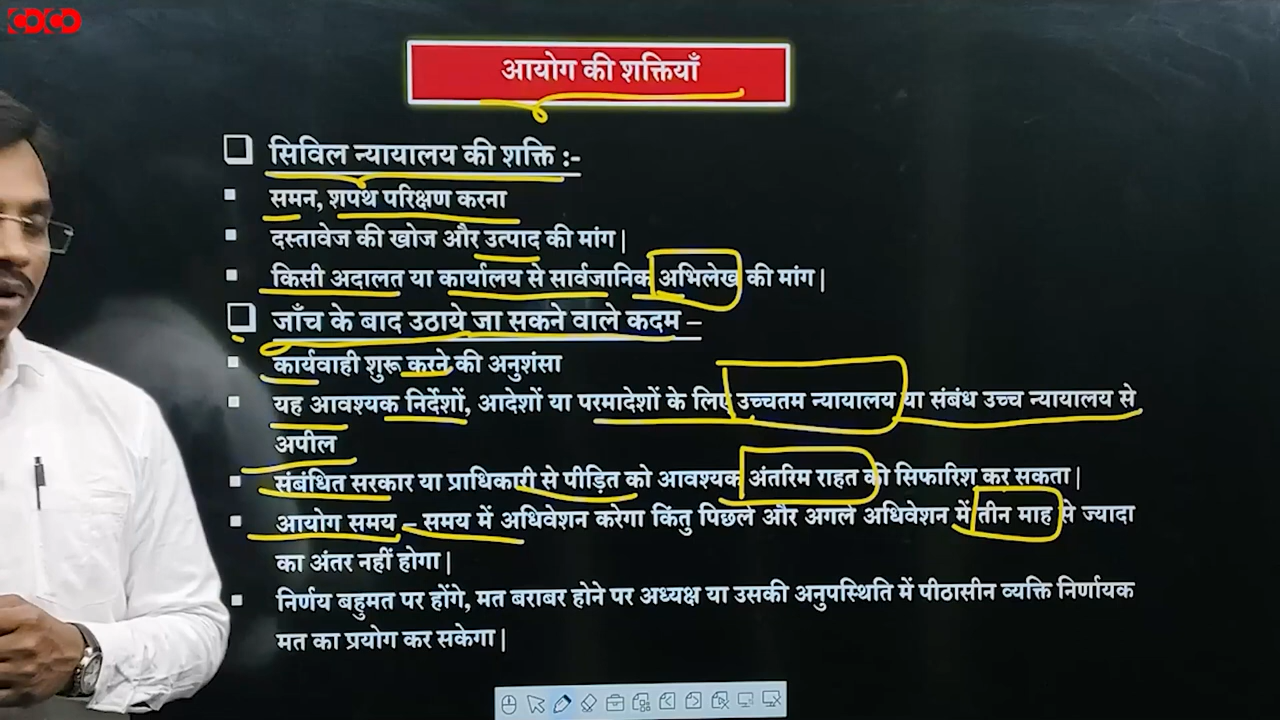 COCO
आयोग की शक्तियाँ
सिविल न्यायालय की शक्ति :-
समन, शपथ परिक्षण करना
दस्तावेज की खोज और उत्पाद की मांग |
किसी अदालत या कार्यालय से सार्वजानिक अभिलेख की मांग |
जाँच के बाद उठाये जा सकने वाले कदम –
कार्यवाही शुरू करने की अनुशंसा
यह आवश्यक निर्देशों, आदेशों या परमादेशों के लिए उच्चतम न्यायालय या संबंध उच्च न्यायालय से
अपील
संबंधित सरकार या प्राधिकारी से पीड़ित को आवश्यक अंतरिम राहत की सिफारिश कर सकता |
आयोग समय – समय में अधिवेशन करेगा किंतु पिछले और अगले अधिवेशन में तीन माह से ज्यादा
का अंतर नहीं होगा |
निर्णय बहुमत पर होंगे, मत बराबर होने पर अध्यक्ष या उसकी अनुपस्थिति में पीठासीन व्यक्ति निर्णायक
मत का प्रयोग कर सकेगा |